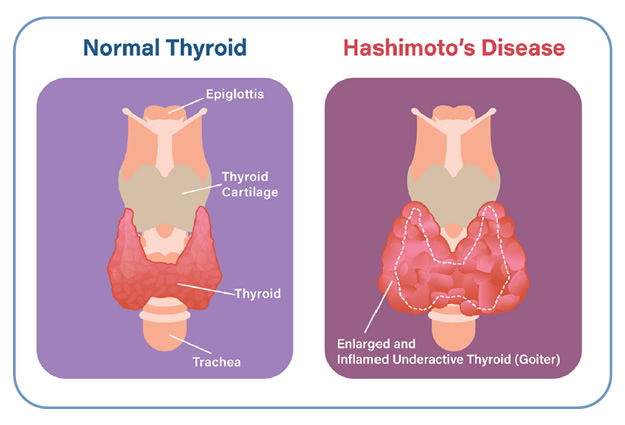 Normal Thyroid
Epiglottis
Thyroid
Cartilage
Thyroid
Trachea
Hashimoto's Disease
Enlarged and
Inflamed Underactive Thyroid (Goiter)